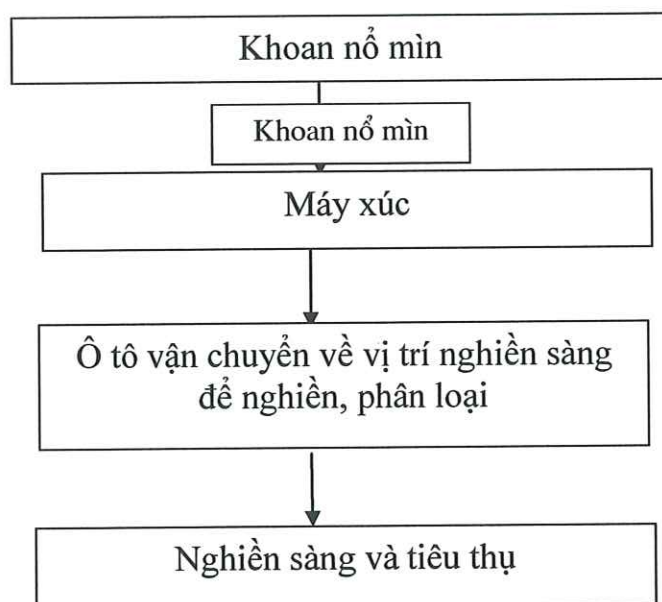 Khoan nổ mìn
Khoan nổ mìn
Máy xúc
Ô tô vận chuyển về vị trí nghiền sàng
để nghiền, phân loại
Nghiền sàng và tiêu thụ